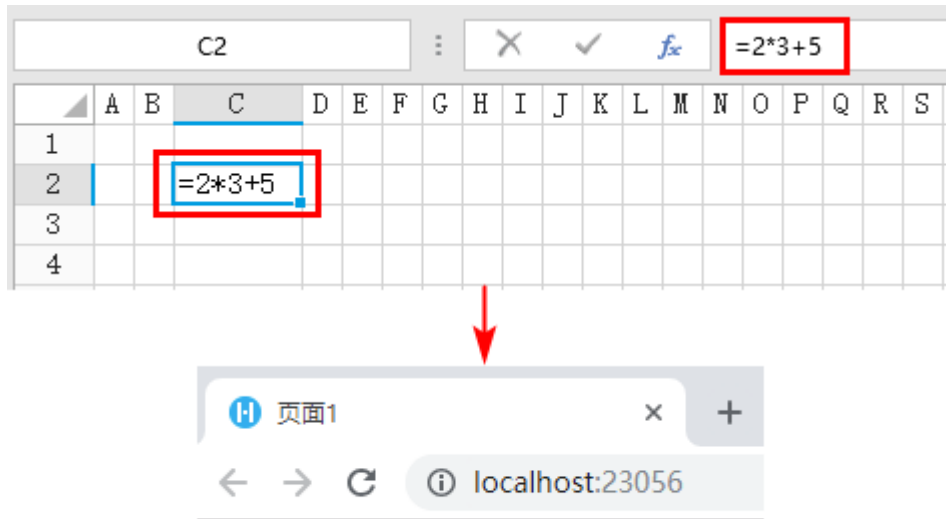 C2 fx =2*3+5
A B C D E F G H I J K L M N O P Q R S
1
2 =2*3+5
3
4
页面1
localhost:23056